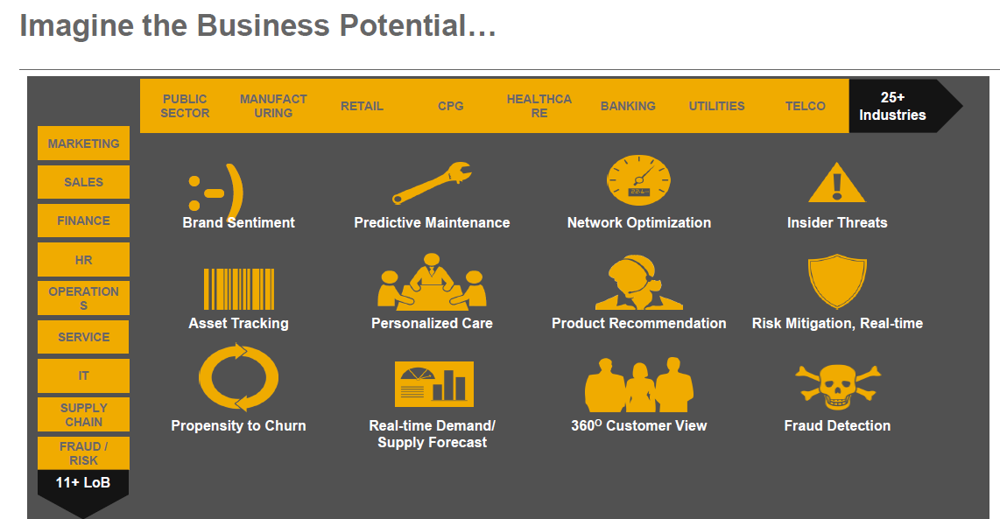 Imagine the Business Potential…
PUBLIC
SECTOR
MANUFACT
URING
RETAIL
CPG
HEALTHCA
RE
BANKING
UTILITIES
TELCO
25+
Industries
MARKETING
SALES
FINANCE
HR
OPERATION
S
SERVICE
IT
SUPPLY
CHAIN
FRAUD /
RISK
11+ LoB
Brand Sentiment
Predictive Maintenance
Network Optimization
Insider Threats
Asset Tracking
Personalized Care
Product Recommendation
Risk Mitigation, Real-time
Propensity to Churn
Real-time Demand/
Supply Forecast
360O Customer View
Fraud Detection